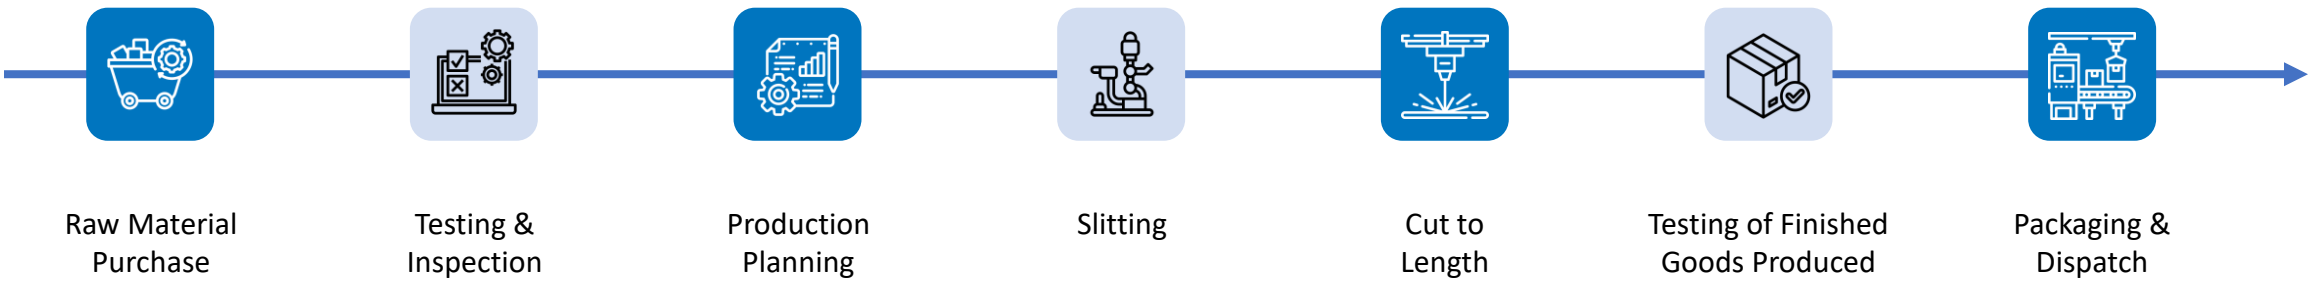 Raw Material
Purchase
Testing &
Inspection
Production
Planning
Slitting
Cut to
Length
Testing of Finished
Goods Produced
Packaging &
Dispatch